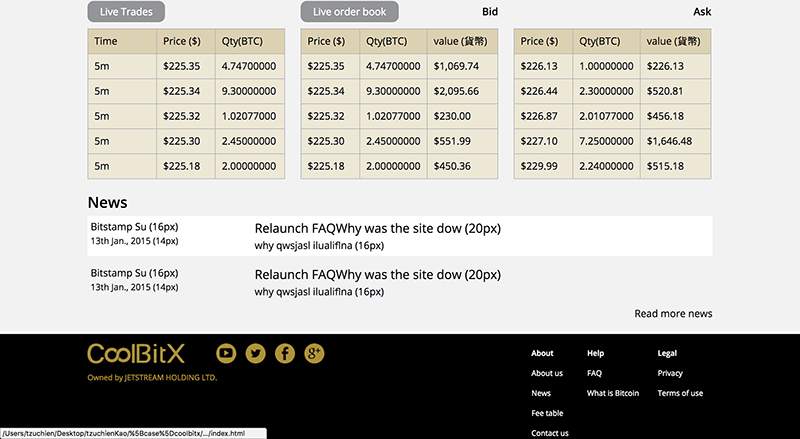 Live Trades
Live order book Bid Ask
Time Price ($) Qty(BTC) Price ($) Qty(BTC) value (貨幣) Price ($) Qty(BTC) value (貨幣)
5m $225.35 4.74700000 $225.35 4.74700000 $1,069.74 $226.13 1.00000000 $226.13
5m $225.34 9.30000000 $225.34 9.30000000 $2,095.66 $226.44 2.30000000 $520.81
5m $225.32 1.02077000 $225.32 1.02077000 $230.00 $226.87 2.01077000 $456.18
5m $225.30 2.45000000 $225.30 2.45000000 $551.99 $227.10 7.25000000 $1,646.48
5m $225.18 2.00000000 $225.18 2.00000000 $450.36 $229.99 2.24000000 $515.18
News
Bitstamp Su (16px) Relaunch FAQWhy was the site dow (20px)
13th Jan., 2015 (14px) why qwsjasl ilualiflna (16px)
Bitstamp Su (16px) Relaunch FAQWhy was the site dow (20px)
13th Jan., 2015 (14px) why qwsjasl ilualiflna (16px)
Read more news
CoolBitX
Owned by JETSTREAM HOLDING LTD.
About Help Legal
About us FAQ Privacy
News What is Bitcoin Terms of use
Fee table
Contact us
/Users/tzuchien/Desktop/tzuchienKao/%5Bcase%5Dcoolbitx/.../index.html